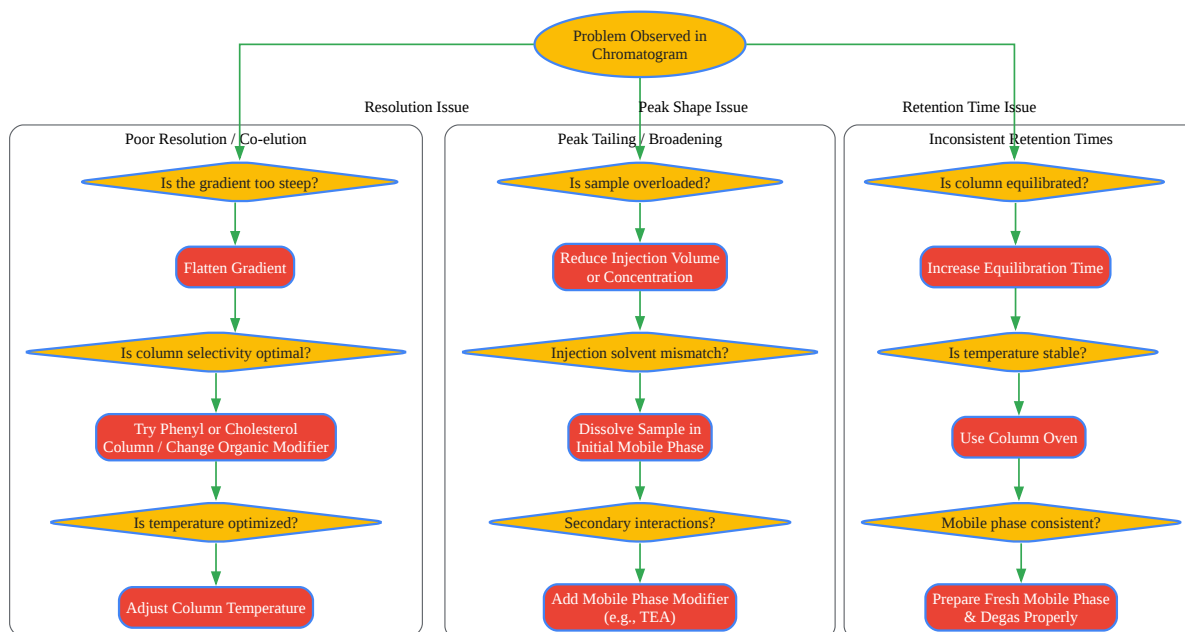 Problem Observed in
Chromatogram
Resolution Issue
Peak Shape Issue
Retention Time Issue
Poor Resolution / Co-elution
Is the gradient too steep?
Flatten Gradient
Is column selectivity optimal?
Try Phenyl or Cholesterol
Column / Change Organic Modifier
Is temperature optimized?
Adjust Column Temperature
Peak Tailing / Broadening
Is sample overloaded?
Reduce Injection Volume
or Concentration
Injection solvent mismatch?
Dissolve Sample in
Initial Mobile Phase
Secondary interactions?
Add Mobile Phase Modifier
(e.g., TEA)
Inconsistent Retention Times
Is column equilibrated?
Increase Equilibration Time
Is temperature stable?
Use Column Oven
Mobile phase consistent?
Prepare Fresh Mobile Phase
& Degas Properly